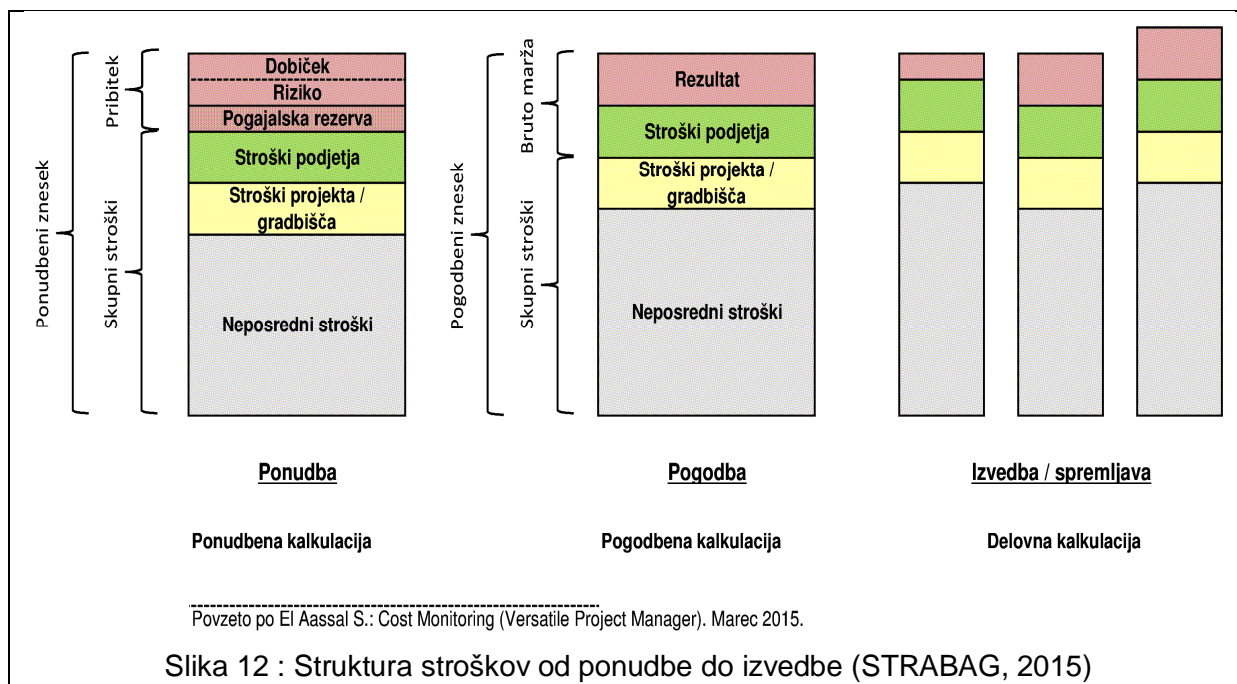 Ponudbeni znesek
Pribitek
Skupni stroški
Dobiček
Riziko
Pogajalska rezerva
Stroški podjetja
Stroški projekta /
gradbišča
Neposredni stroški
Pogodbeni znesek
Bruto marža
Skupni stroški
Rezultat
Stroški podjetja
Stroški projekta /
gradbišča
Neposredni stroški
Ponudba
Pogodba
Izvedba / spremljava
Ponudbena kalkulacija
Pogodbena kalkulacija
Delovna kalkulacija
Povzeto po El Aassal S.: Cost Monitoring (Versatile Project Manager). Marec 2015.
Slika 12 : Struktura stroškov od ponudbe do izvedbe (STRABAG, 2015)